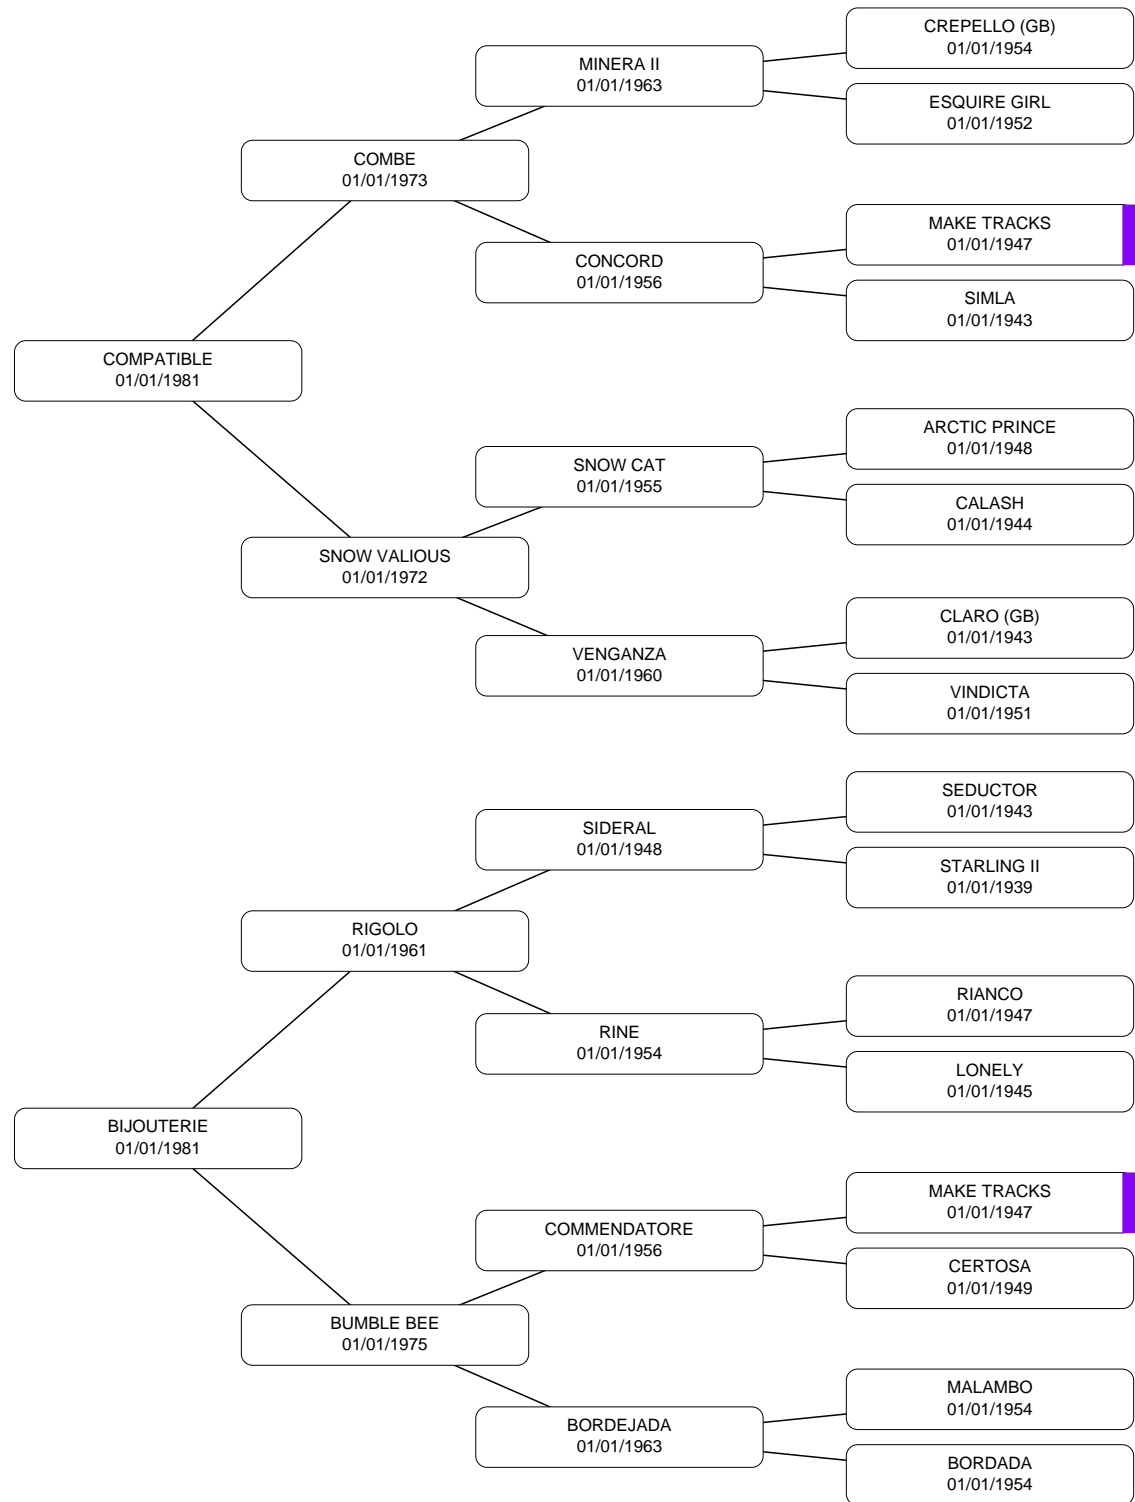 CREPELLO (GB)
01/01/1954
MINERA II
01/01/1963
ESQUIRE GIRL
01/01/1952
COMBE
01/01/1973
MAKE TRACKS
01/01/1947
CONCORD
01/01/1956
SIMLA
01/01/1943
COMPATIBLE
01/01/1981
ARCTIC PRINCE
01/01/1948
SNOW CAT
01/01/1955
CALASH
01/01/1944
SNOW VALIOUS
01/01/1972
CLARO (GB)
01/01/1943
VENGANZA
01/01/1960
VINDICTA
01/01/1951
SEDUCTOR
01/01/1943
SIDERAL
01/01/1948
STARLING II
01/01/1939
RIGOLO
01/01/1961
RIANCO
01/01/1947
RINE
01/01/1954
LONELY
01/01/1945
BIJOUTERIE
01/01/1981
MAKE TRACKS
01/01/1947
COMMENDATORE
01/01/1956
CERTOSA
01/01/1949
BUMBLE BEE
01/01/1975
MALAMBO
01/01/1954
BORDEJADA
01/01/1963
BORDADA
01/01/1954